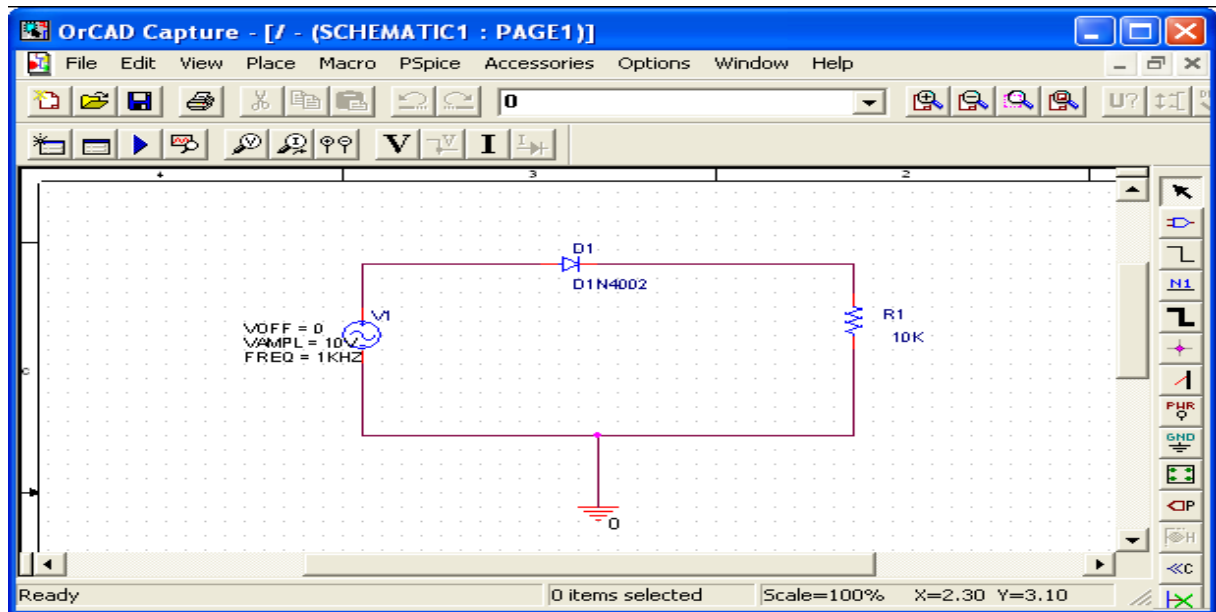 OrCAD Capture - [/ - (SCHEMATIC1 : PAGE1)]
File Edit View Place Macro PSpice Accessories Options Window Help
0
U?
V I
4 3 2
D1
D1N4002
V1
VOFF = 0
VAMPL = 10V
FREQ = 1KHZ
R1
10K
C
0
N1
PWR
GND
P
H
≪C
Ready 0 items selected Scale=100% X=2.30 Y=3.10